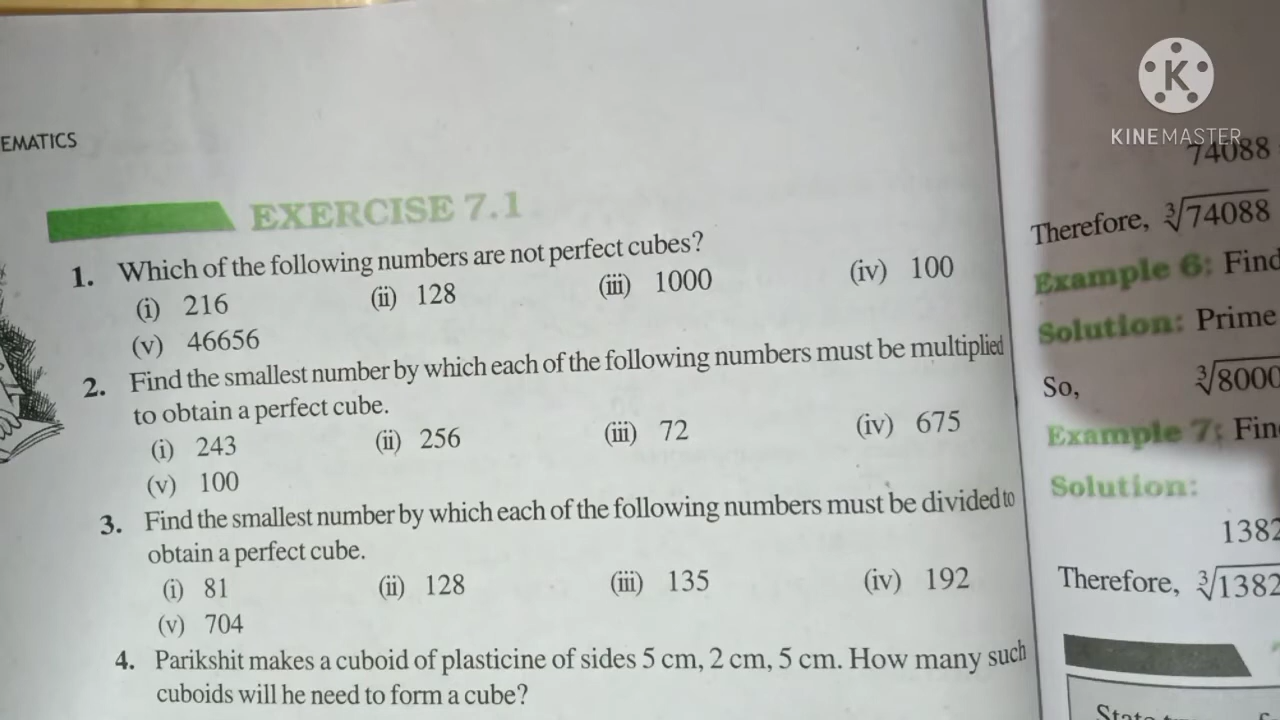 EMATICS
EXERCISE 7.1
1. Which of the following numbers are not perfect cubes?
(i) 216 (ii) 128 (iii) 1000 (iv) 100
(v) 46656
2. Find the smallest number by which each of the following numbers must be multiplied
to obtain a perfect cube.
(i) 243 (ii) 256 (iii) 72 (iv) 675
(v) 100
3. Find the smallest number by which each of the following numbers must be divided to
obtain a perfect cube.
(i) 81 (ii) 128 (iii) 135 (iv) 192
(v) 704
4. Parikshit makes a cuboid of plasticine of sides 5 cm, 2 cm, 5 cm. How many such
cuboids will he need to form a cube?
K
KINEMASTER
74088
Therefore, ∛74088
Example 6: Find
Solution: Prime
So, ∛8000
Example 7: Fin
Solution:
1382
Therefore, ∛1382